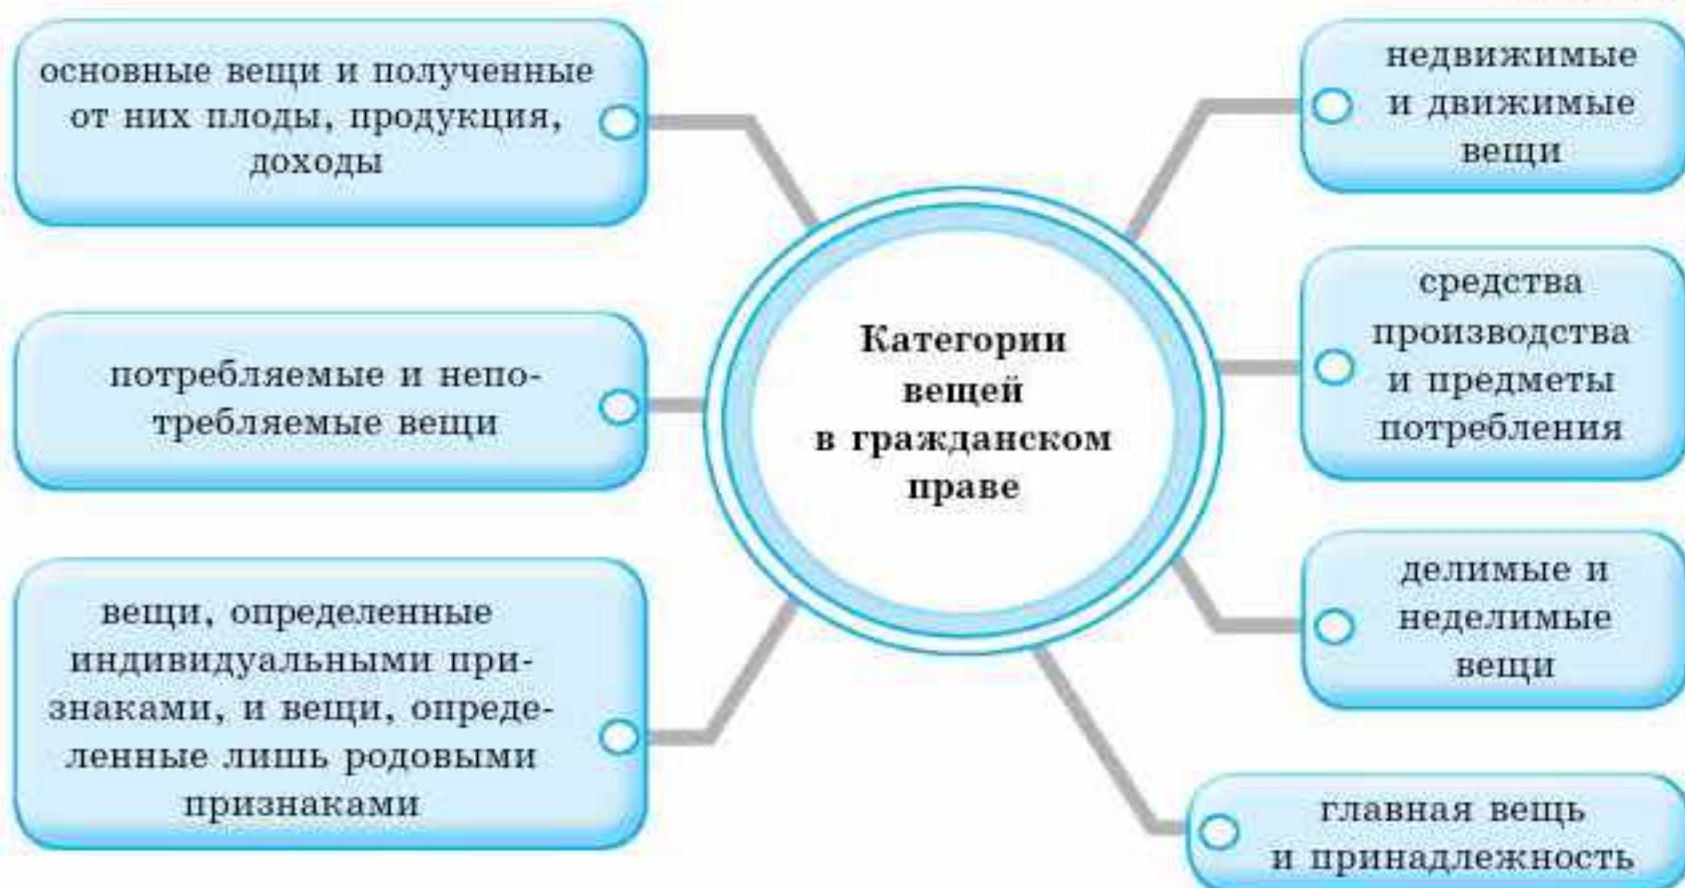 основные вещи и полученные
от них плоды, продукция,
доходы
потребляемые и непо-
требляемые вещи
вещи, определенные
индивидуальными при-
знаками, и вещи, опреде-
ленные лишь родовыми
признаками
Категории
вещей
в гражданском
праве
недвижимые
и движимые
вещи
средства
производства
и предметы
потребления
делимые и
неделимые
вещи
главная вещь
и принадлежность